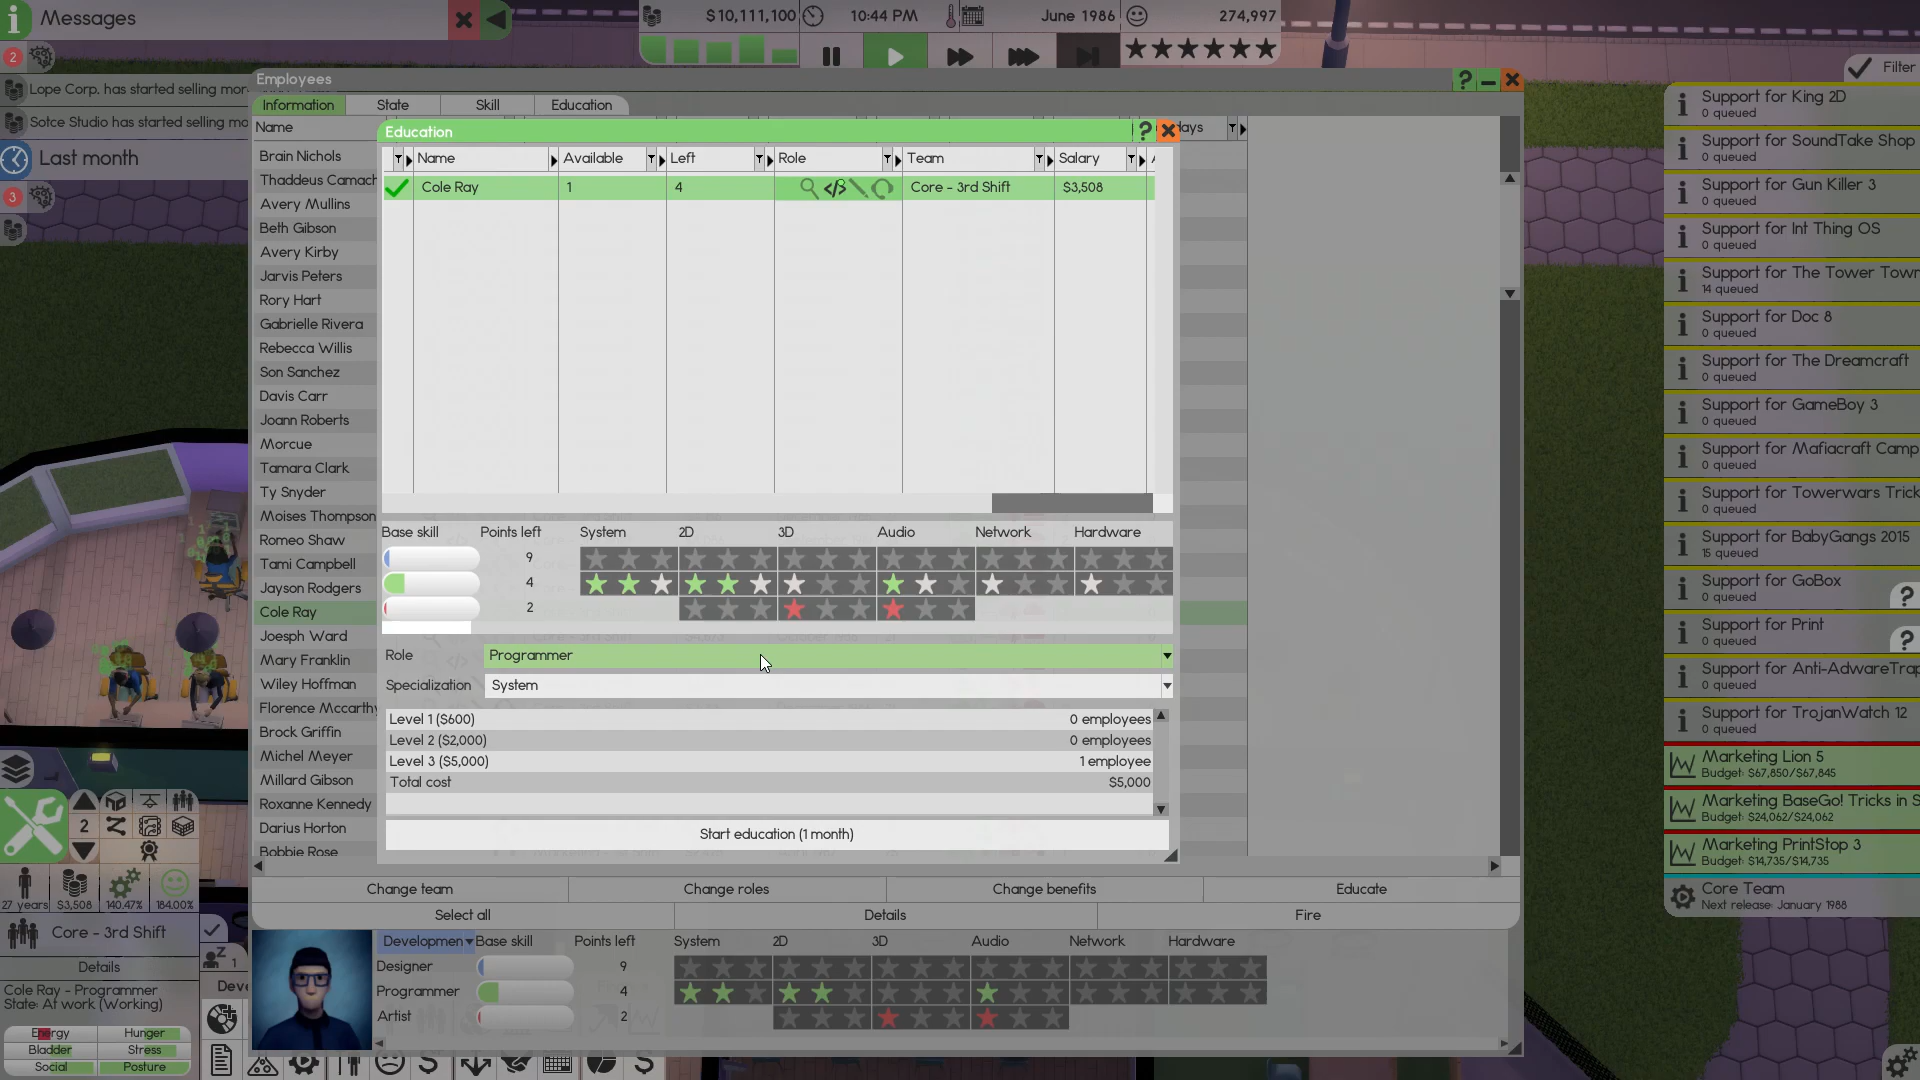 Messages
$10,111,100
10:44 PM
June 1986
274,997
2
Lope Corp. has started selling mor
Sotce Studio has started selling mo
Last month
3
Employees
Information State Skill Education
Name
Brain Nichols
Thaddeus Camach
Avery Mullins
Beth Gibson
Avery Kirby
Jarvis Peters
Rory Hart
Gabrielle Rivera
Rebecca Willis
Son Sanchez
Davis Carr
Joann Roberts
Morcue
Tamara Clark
Ty Snyder
Moises Thompson
Romeo Shaw
Tami Campbell
Jayson Rodgers
Cole Ray
Joesph Ward
Mary Franklin
Wiley Hoffman
Florence Mccarthy
Brock Griffin
Michel Meyer
Millard Gibson
Roxanne Kennedy
Darius Horton
Bobbie Rose
Education
?
Name Available Left Role Team Salary
Cole Ray 1 4 Core - 3rd Shift $3,508
Base skill Points left System 2D 3D Audio Network Hardware
9
4
2
Role Programmer
Specialization System
Level 1 ($600) 0 employees
Level 2 ($2,000) 0 employees
Level 3 ($5,000) 1 employee
Total cost $5,000
Start education (1 month)
Change team Change roles Change benefits Educate
Select all Details Fire
Developmen Base skill Points left System 2D 3D Audio Network Hardware
Designer 9
Programmer 4
Artist 2
2
27 years $3,508 140.47% 184.00%
Core - 3rd Shift
Details
Cole Ray - Programmer
State: At work (Working)
Energy Hunger
Bladder Stress
Social Posture
1
Deve
Filter
Support for King 2D
0 queued
Support for SoundTake Shop
0 queued
Support for Gun Killer 3
0 queued
Support for Int Thing OS
0 queued
Support for The Tower Town
14 queued
Support for Doc 8
0 queued
Support for The Dreamcraft
0 queued
Support for GameBoy 3
0 queued
Support for Mafiacraft Camp
0 queued
Support for Towerwars Trick
0 queued
Support for BabyGangs 2015
15 queued
Support for GoBox
0 queued
Support for Print
0 queued
Support for Anti-AdwareTrap
0 queued
Support for TrojanWatch 12
0 queued
Marketing Lion 5
Budget: $67,850/$67,845
Marketing BaseGo! Tricks in S
Budget: $24,062/$24,062
Marketing PrintStop 3
Budget: $14,735/$14,735
Core Team
Next release: January 1988